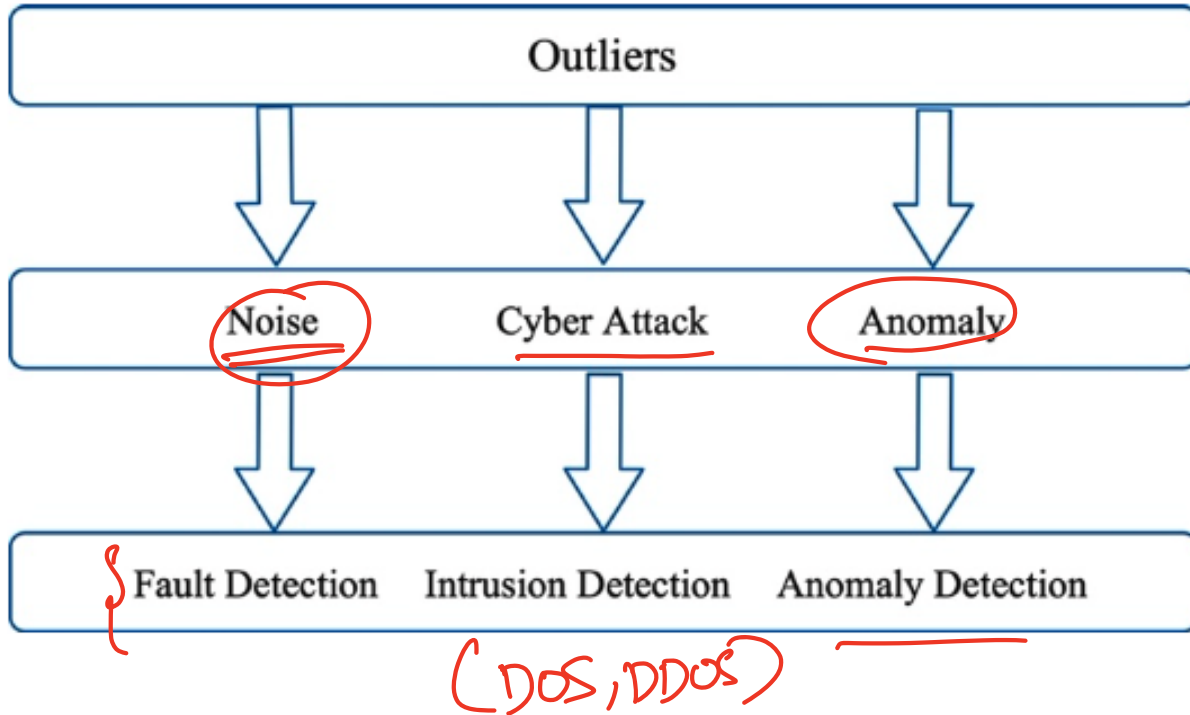 Outliers
Noise Cyber Attack Anomaly
Fault Detection Intrusion Detection Anomaly Detection
(DOS, DDOS)